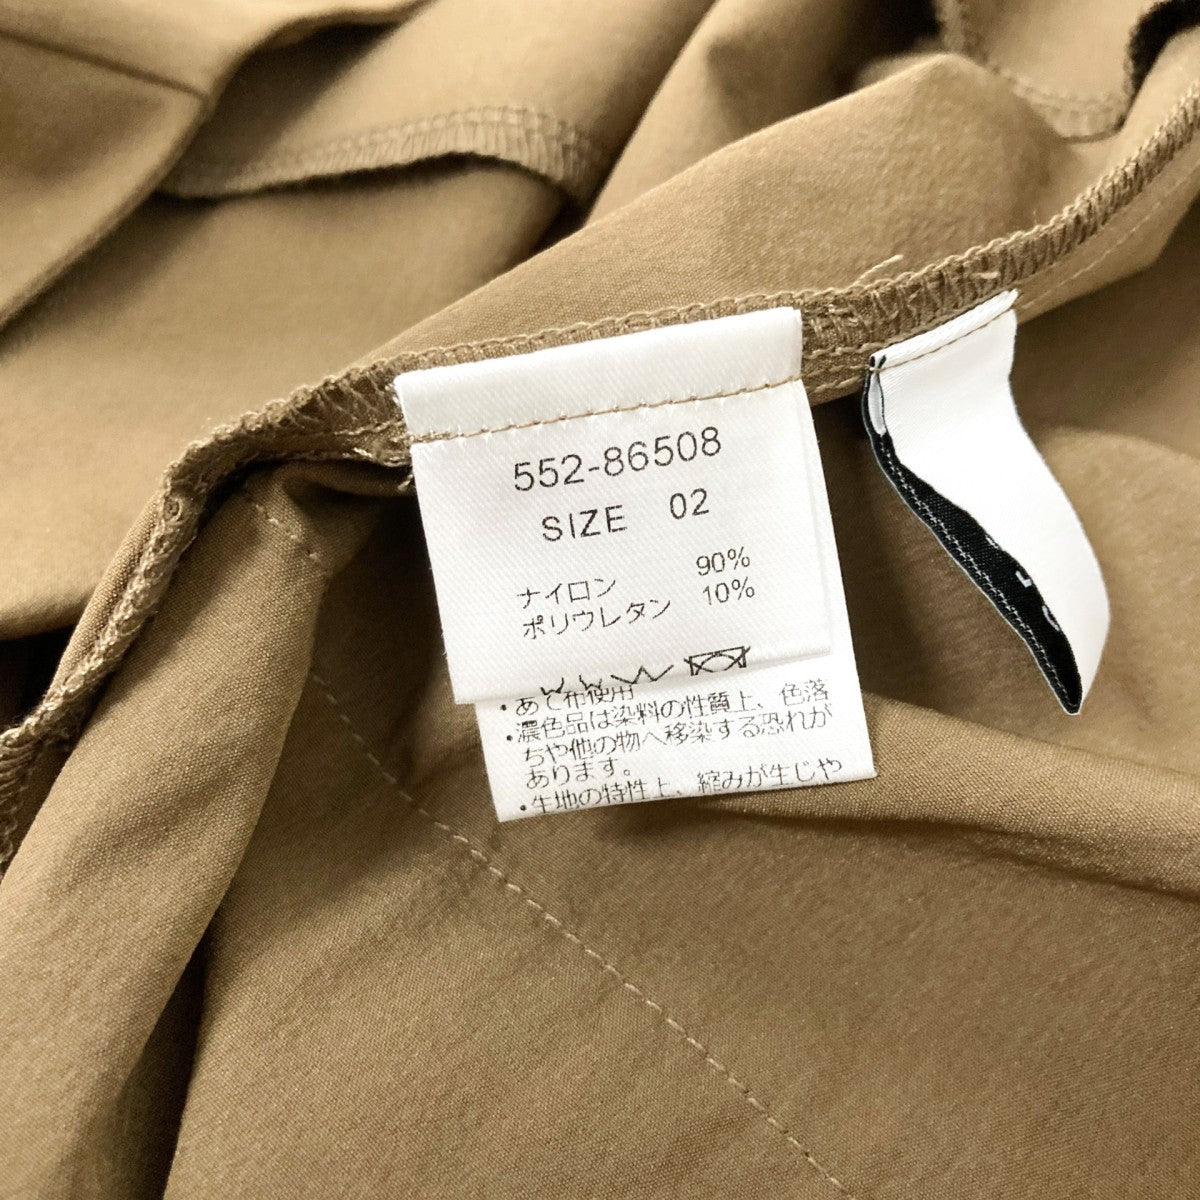 552-86508
SIZE 02
ナイロン 90%
ポリウレタン 10%
・あて布使用
・濃色品は染料の性質上、色落
ちや他の物へ移染する恐れが
あります。
・生地の特性上、縮みが生じや